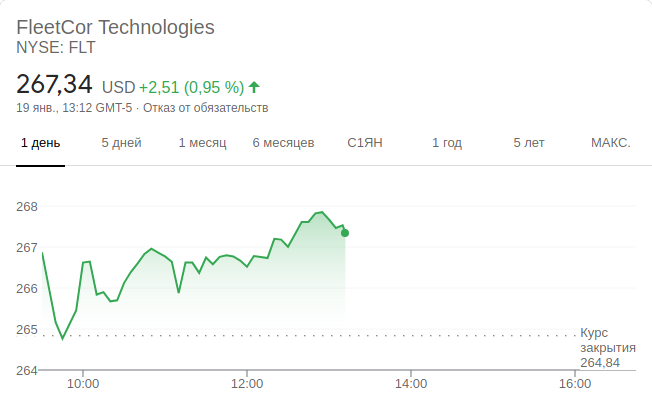 FleetCor Technologies
NYSE: FLT
267,34 USD +2,51 (0,95 %)
19 янв., 13:12 GMT-5 · Отказ от обязательств
1 день 5 дней 1 месяц 6 месяцев С1ЯН 1 год 5 лет МАКС.
268
267
266
265
264
Курс
закрытия
264,84
10:00 12:00 14:00 16:00